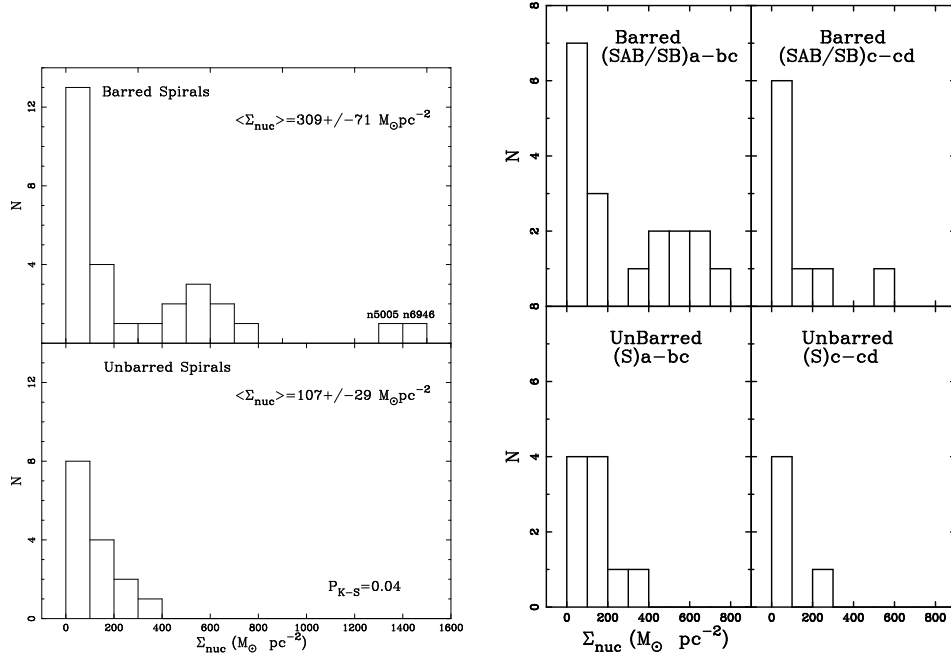 Barred Spirals
<Σnuc>=309+/-71 M⊙pc⁻²
N
12
8
4
n5005 n6946
Unbarred Spirals
<Σnuc>=107+/-29 M⊙pc⁻²
N
12
8
4
0
P_K-S=0.04
0 200 400 600 800 1000 1200 1400 1600
Σnuc (M⊙ pc⁻²)
Barred
(SAB/SB)a-bc
Barred
(SAB/SB)c-cd
N
8
6
4
2
8
UnBarred
(S)a-bc
Unbarred
(S)c-cd
N
6
4
2
0
0 200 400 600 800
0 200 400 600 800
Σnuc (M⊙ pc⁻²)